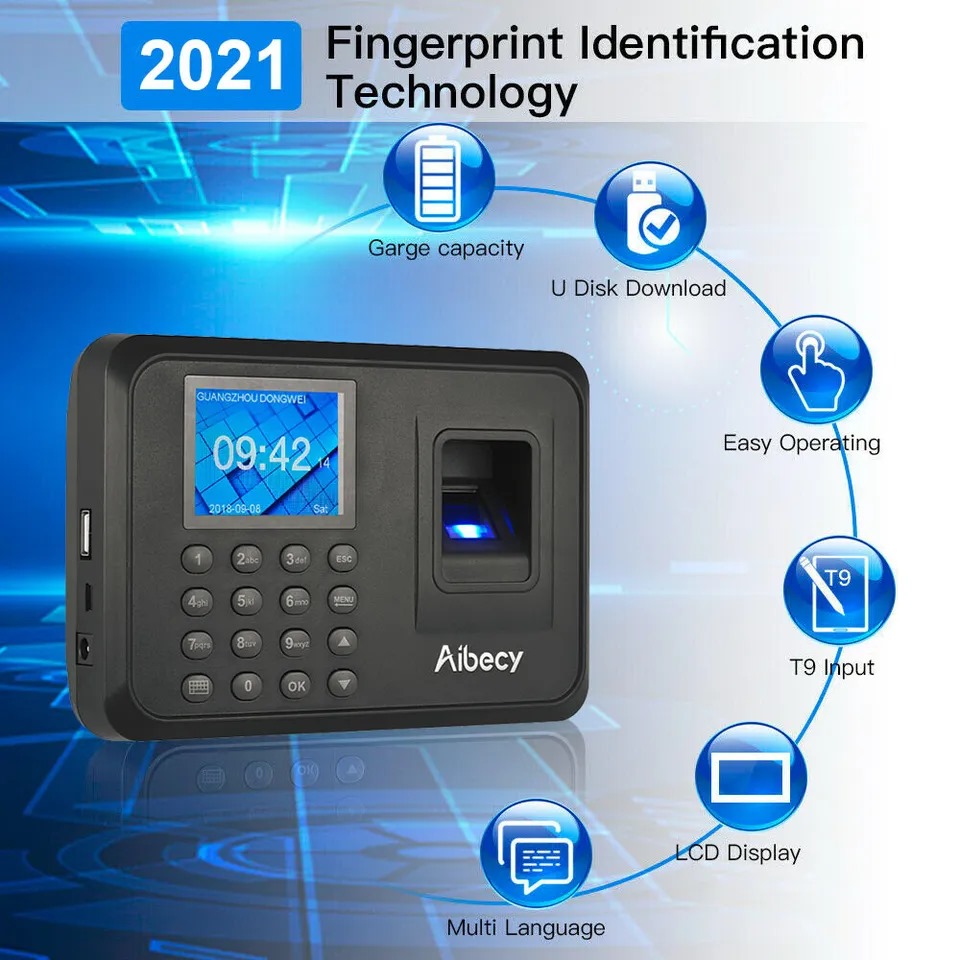 2021
Fingerprint Identification
Technology
Garge capacity
U Disk Download
Easy Operating
T9
T9 Input
LCD Display
Multi Language
GUANGZHOU DONGWEI
09:42 14
2018-09-08 Sat
1 2abc 3def ESC
4ghi 5jkl 6mno MENU
7pqrs 8tuv 9wxyz
0 OK
Aibecy